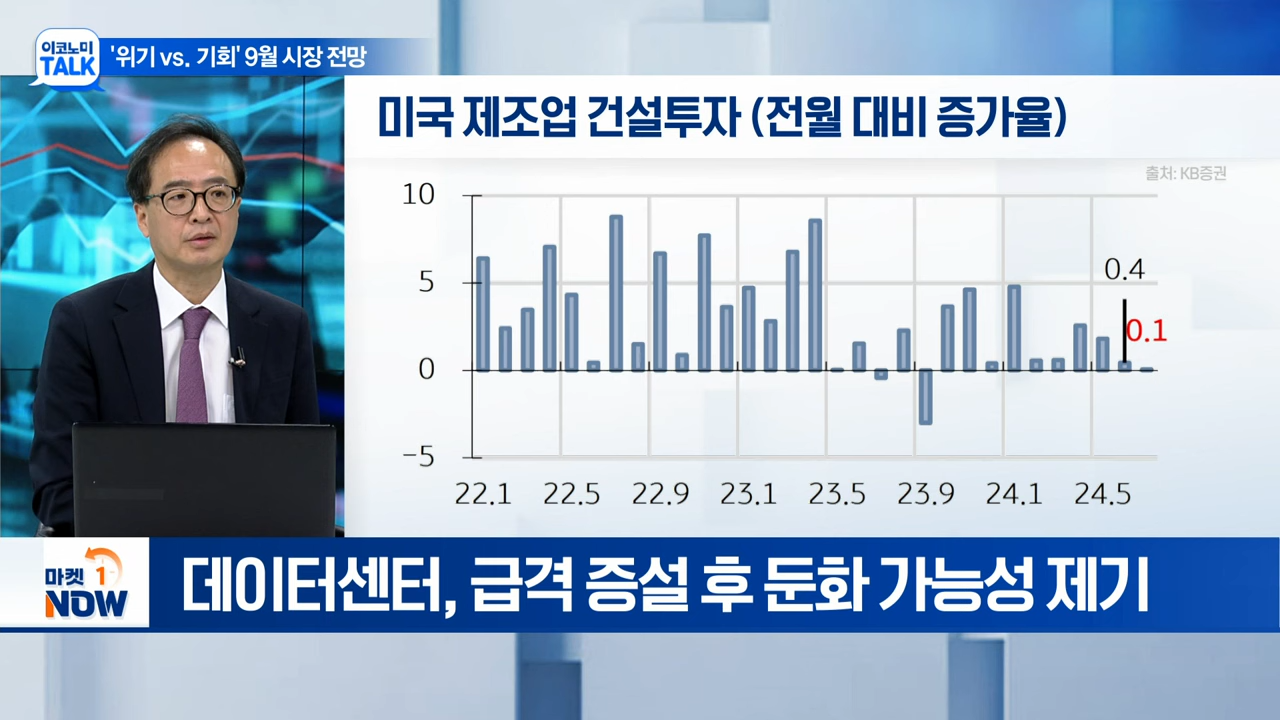 이코노미
TALK
'위기 vs. 기회' 9월 시장 전망
미국 제조업 건설투자 (전월 대비 증가율)
출처: KB증권
10
5
0
-5
0.4
0.1
22.1 22.5 22.9 23.1 23.5 23.9 24.1 24.5
마켓 1
NOW
데이터센터, 급격 증설 후 둔화 가능성 제기